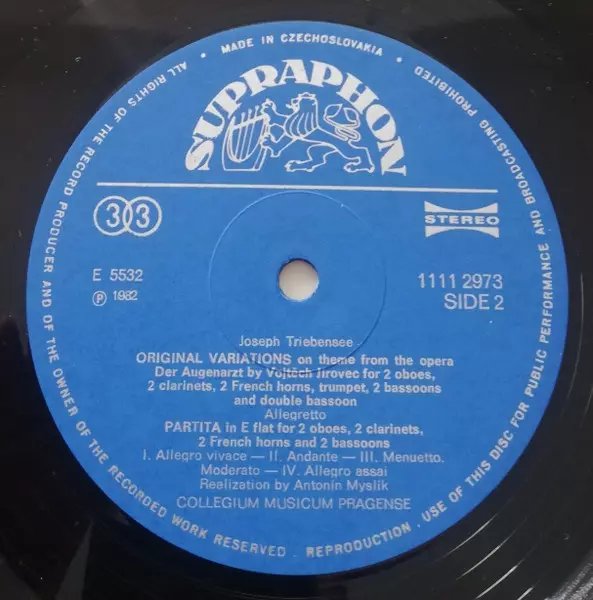 ALL RIGHTS OF THE RECORD PRODUCER AND OF THE OWNER OF THE RECORDED WORK RESERVED . REPRODUCTION . USE OF THIS DISC FOR PUBLIC PERFORMANCE AND BROADCASTING PROHIBITED
• MADE IN CZECHOSLOVAKIA •
SUPRAPHON
33
STEREO
E 5532
1111 2973
℗ 1982
SIDE 2
Joseph Triebensee
ORIGINAL VARIATIONS on theme from the opera
Der Augenarzt by Vojtěch Jírovec for 2 oboes,
2 clarinets, 2 French horns, trumpet, 2 bassoons
and double bassoon
Allegretto
PARTITA in E flat for 2 oboes, 2 clarinets,
2 French horns and 2 bassoons
I. Allegro vivace — II. Andante — III. Menuetto.
Moderato — IV. Allegro assai
Realization by Antonín Myslík
COLLEGIUM MUSICUM PRAGENSE